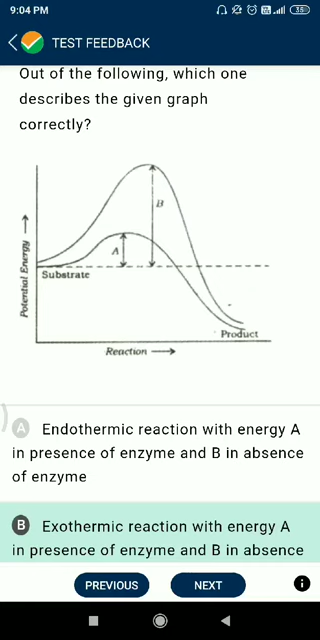 9:04 PM
TEST FEEDBACK
Out of the following, which one
describes the given graph
correctly?
B
A
Substrate
Potential Energy
Product
Reaction
A Endothermic reaction with energy A
in presence of enzyme and B in absence
of enzyme
B Exothermic reaction with energy A
in presence of enzyme and B in absence
PREVIOUS
NEXT